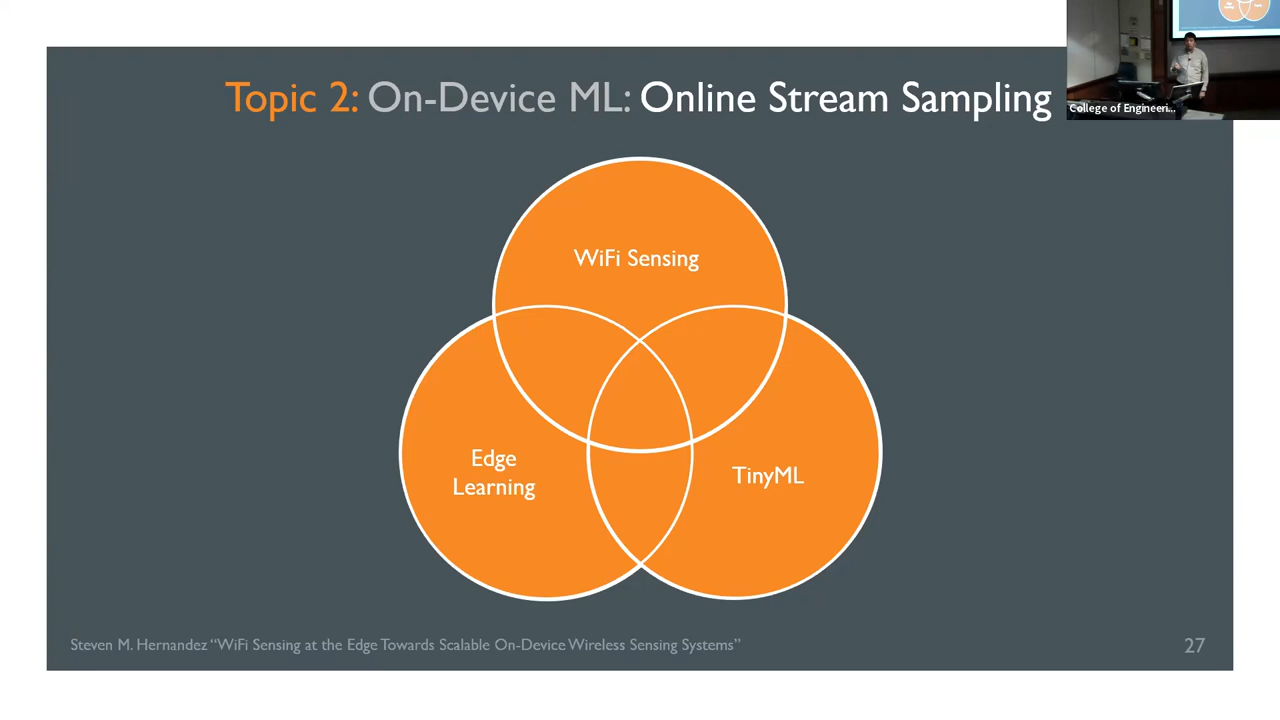 Topic 2: On-Device ML: Online Stream Sampling
College of Engineeri...
WiFi Sensing
Edge
Learning
TinyML
Steven M. Hernandez “WiFi Sensing at the Edge Towards Scalable On-Device Wireless Sensing Systems”
27